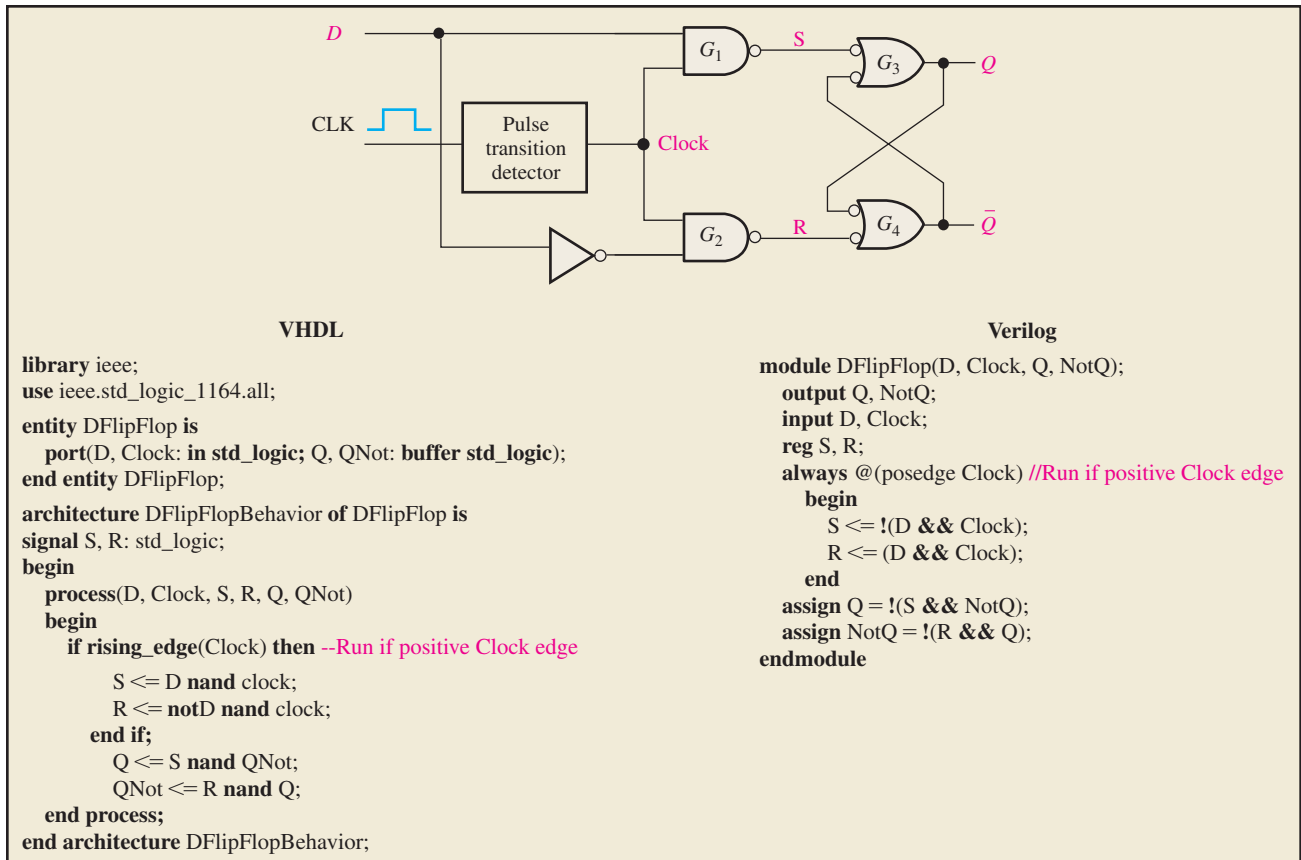 D
G1
S
G3
Q
CLK
Pulse
transition
detector
Clock
G2
R
G4
Q̄
VHDL
library ieee;
use ieee.std_logic_1164.all;
entity DFlipFlop is
port(D, Clock: in std_logic; Q, QNot: buffer std_logic);
end entity DFlipFlop;
architecture DFlipFlopBehavior of DFlipFlop is
signal S, R: std_logic;
begin
process(D, Clock, S, R, Q, QNot)
begin
if rising_edge(Clock) then --Run if positive Clock edge
S <= D nand clock;
R <= notD nand clock;
end if;
Q <= S nand QNot;
QNot <= R nand Q;
end process;
end architecture DFlipFlopBehavior;
Verilog
module DFlipFlop(D, Clock, Q, NotQ);
output Q, NotQ;
input D, Clock;
reg S, R;
always @(posedge Clock) //Run if positive Clock edge
begin
S <= !(D && Clock);
R <= (D && Clock);
end
assign Q = !(S && NotQ);
assign NotQ = !(R && Q);
endmodule